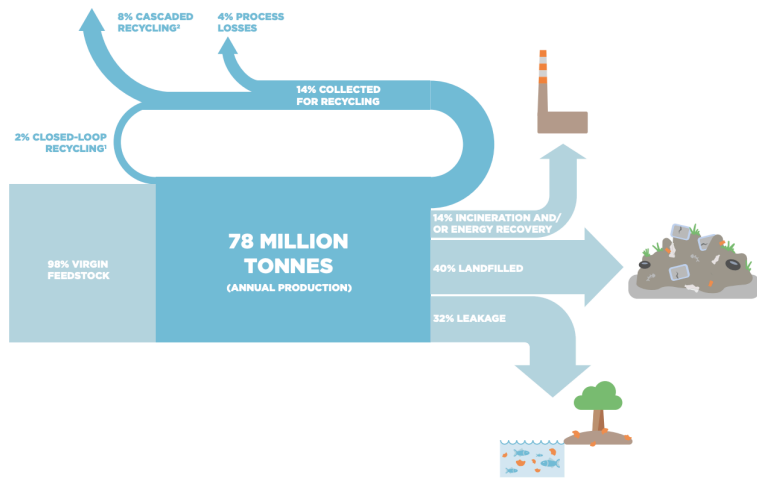 8% CASCADED
RECYCLING²
4% PROCESS
LOSSES
14% COLLECTED
FOR RECYCLING
2% CLOSED-LOOP
RECYCLING¹
98% VIRGIN
FEEDSTOCK
78 MILLION
TONNES
(ANNUAL PRODUCTION)
14% INCINERATION AND/
OR ENERGY RECOVERY
40% LANDFILLED
32% LEAKAGE